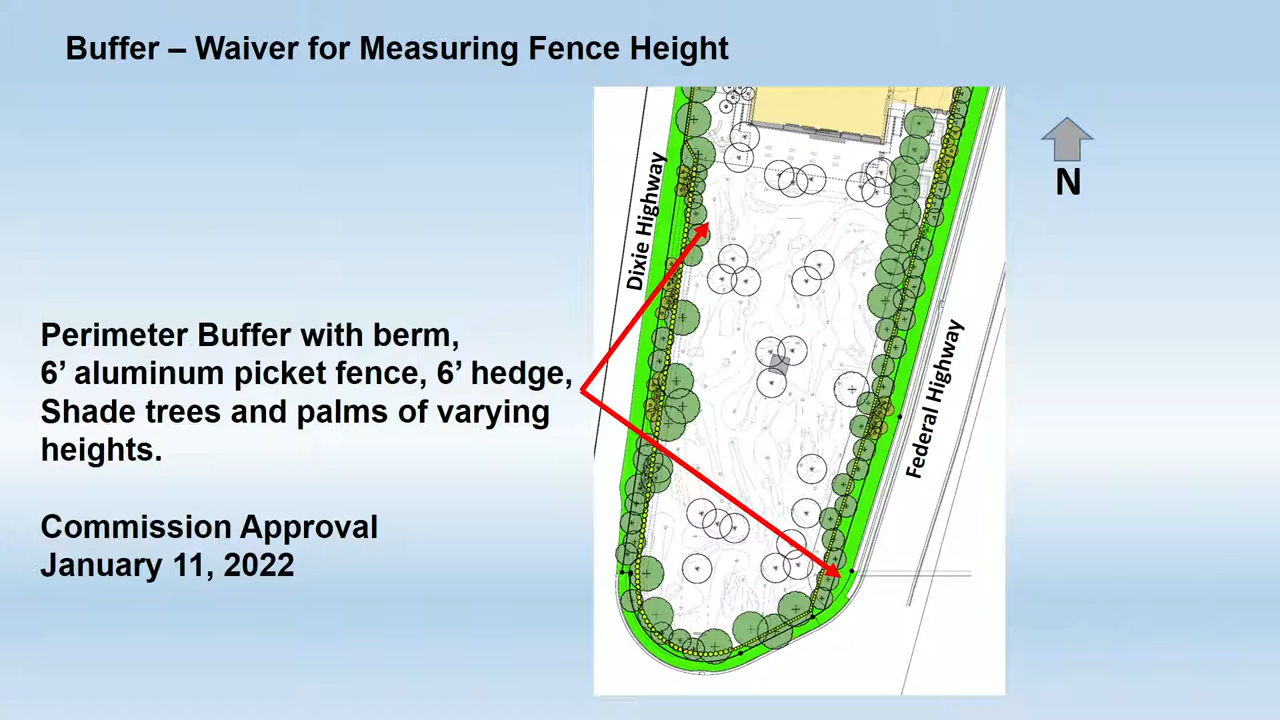 Buffer – Waiver for Measuring Fence Height
N
Dixie Highway
Federal Highway
Perimeter Buffer with berm,
6’ aluminum picket fence, 6’ hedge,
Shade trees and palms of varying
heights.
Commission Approval
January 11, 2022